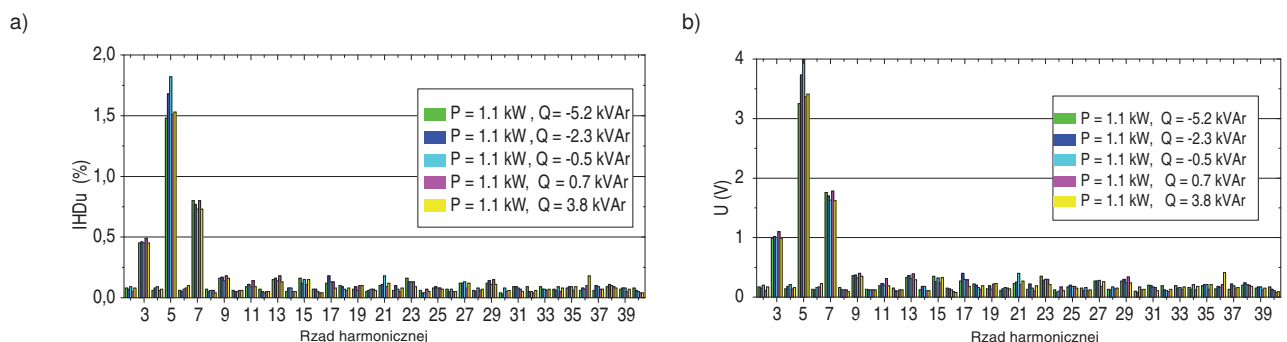 a)
2,0
1,5
1,0
0,5
0,0
IHDu (%)
P = 1.1 kW , Q= -5.2 kVAr
P = 1.1 kW , Q= -2.3 kVAr
P = 1.1 kW , Q = -0.5 kVAr
P = 1.1 kW , Q = 0.7 kVAr
P = 1.1 kW , Q = 3.8 kVAr
3 5 7 9 11 13 15 17 19 21 23 25 27 29 31 33 35 37 39
Rząd harmonicznej
b)
4
3
2
1
0
U (V)
P = 1.1 kW, Q = -5.2 kVAr
P = 1.1 kW, Q = -2.3 kVAr
P = 1.1 kW, Q = -0.5 kVAr
P = 1.1 kW, Q = 0.7 kVAr
P = 1.1 kW, Q = 3.8 kVAr
3 5 7 9 11 13 15 17 19 21 23 25 27 29 31 33 35 37 39
Rząd harmonicznej